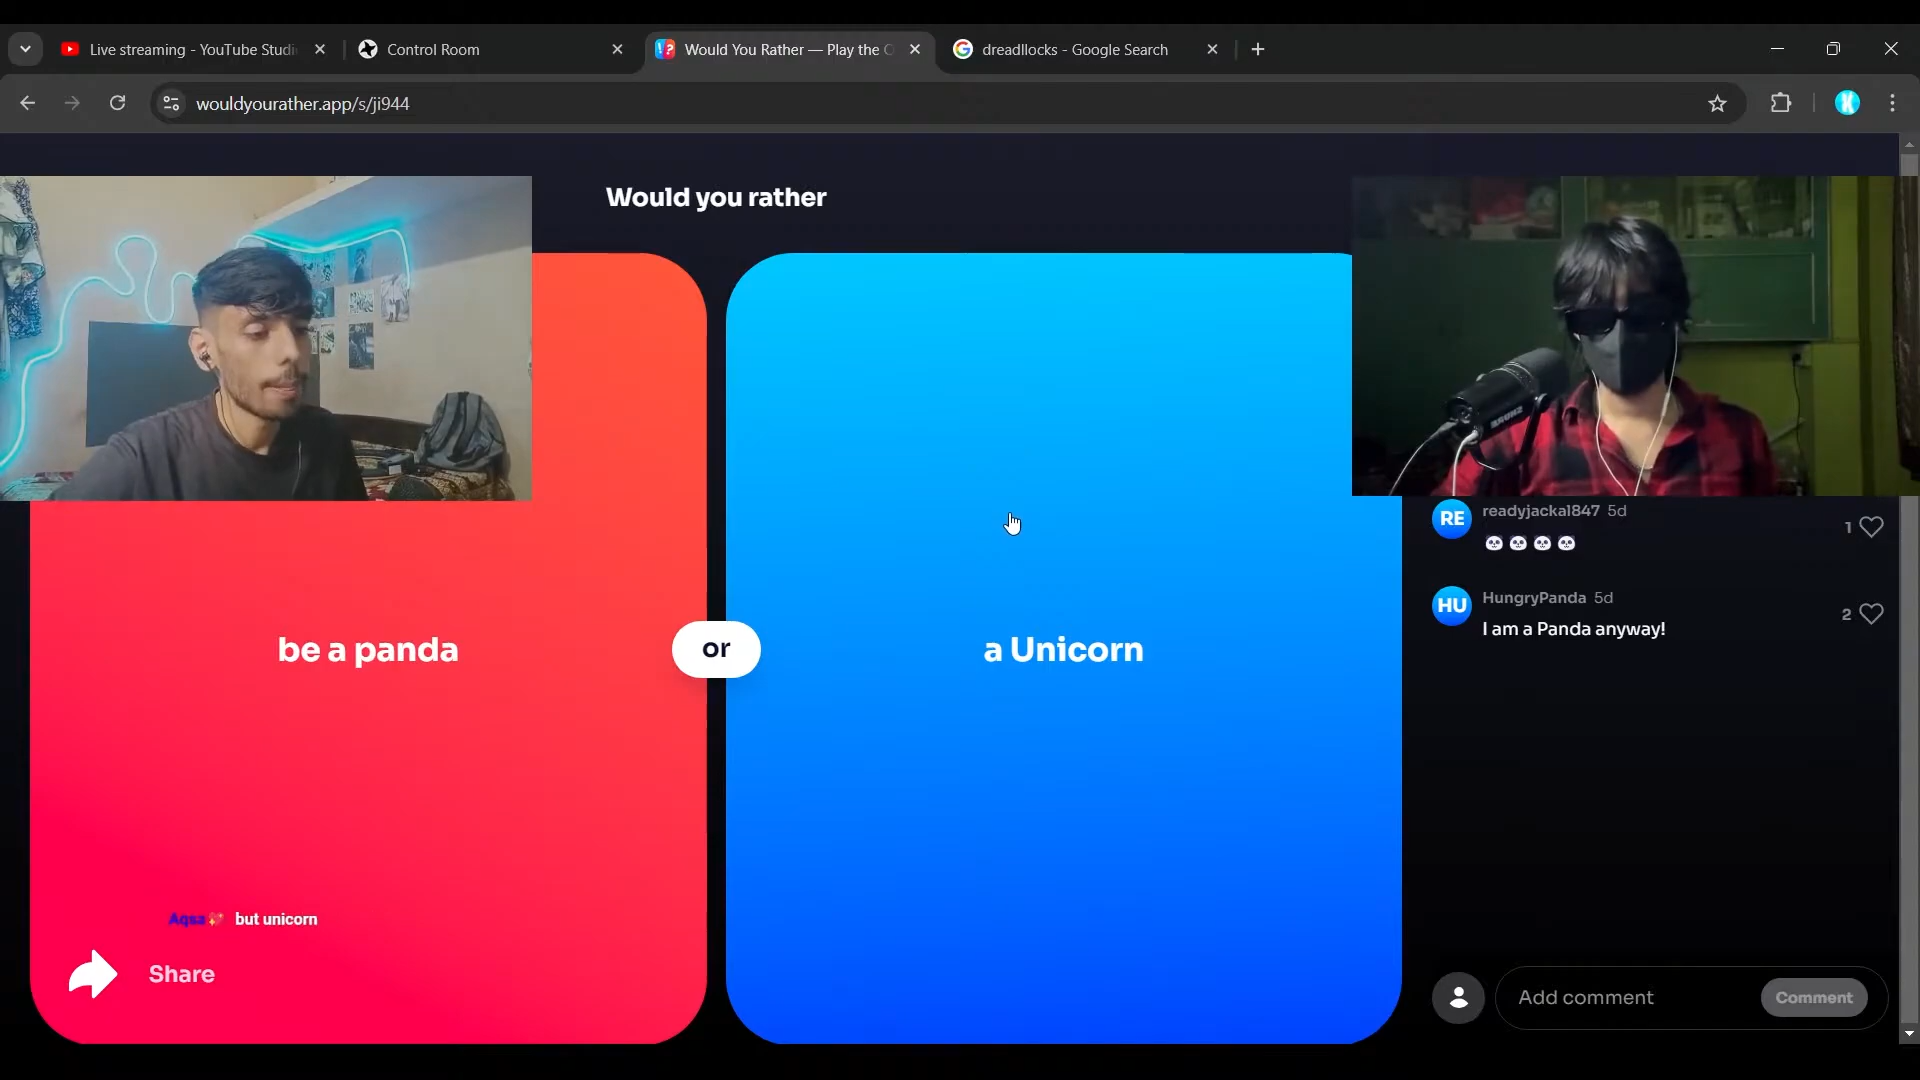 Live streaming - YouTube Studi
Control Room
Would You Rather — Play the C
dreadllocks - Google Search
wouldyourather.app/s/ji944
Would you rather
be a panda
or
a Unicorn
readyjackal847 5d
1
HU
RE
HungryPanda 5d
I am a Panda anyway!
2
Aqsa but unicorn
Share
Add comment
Comment